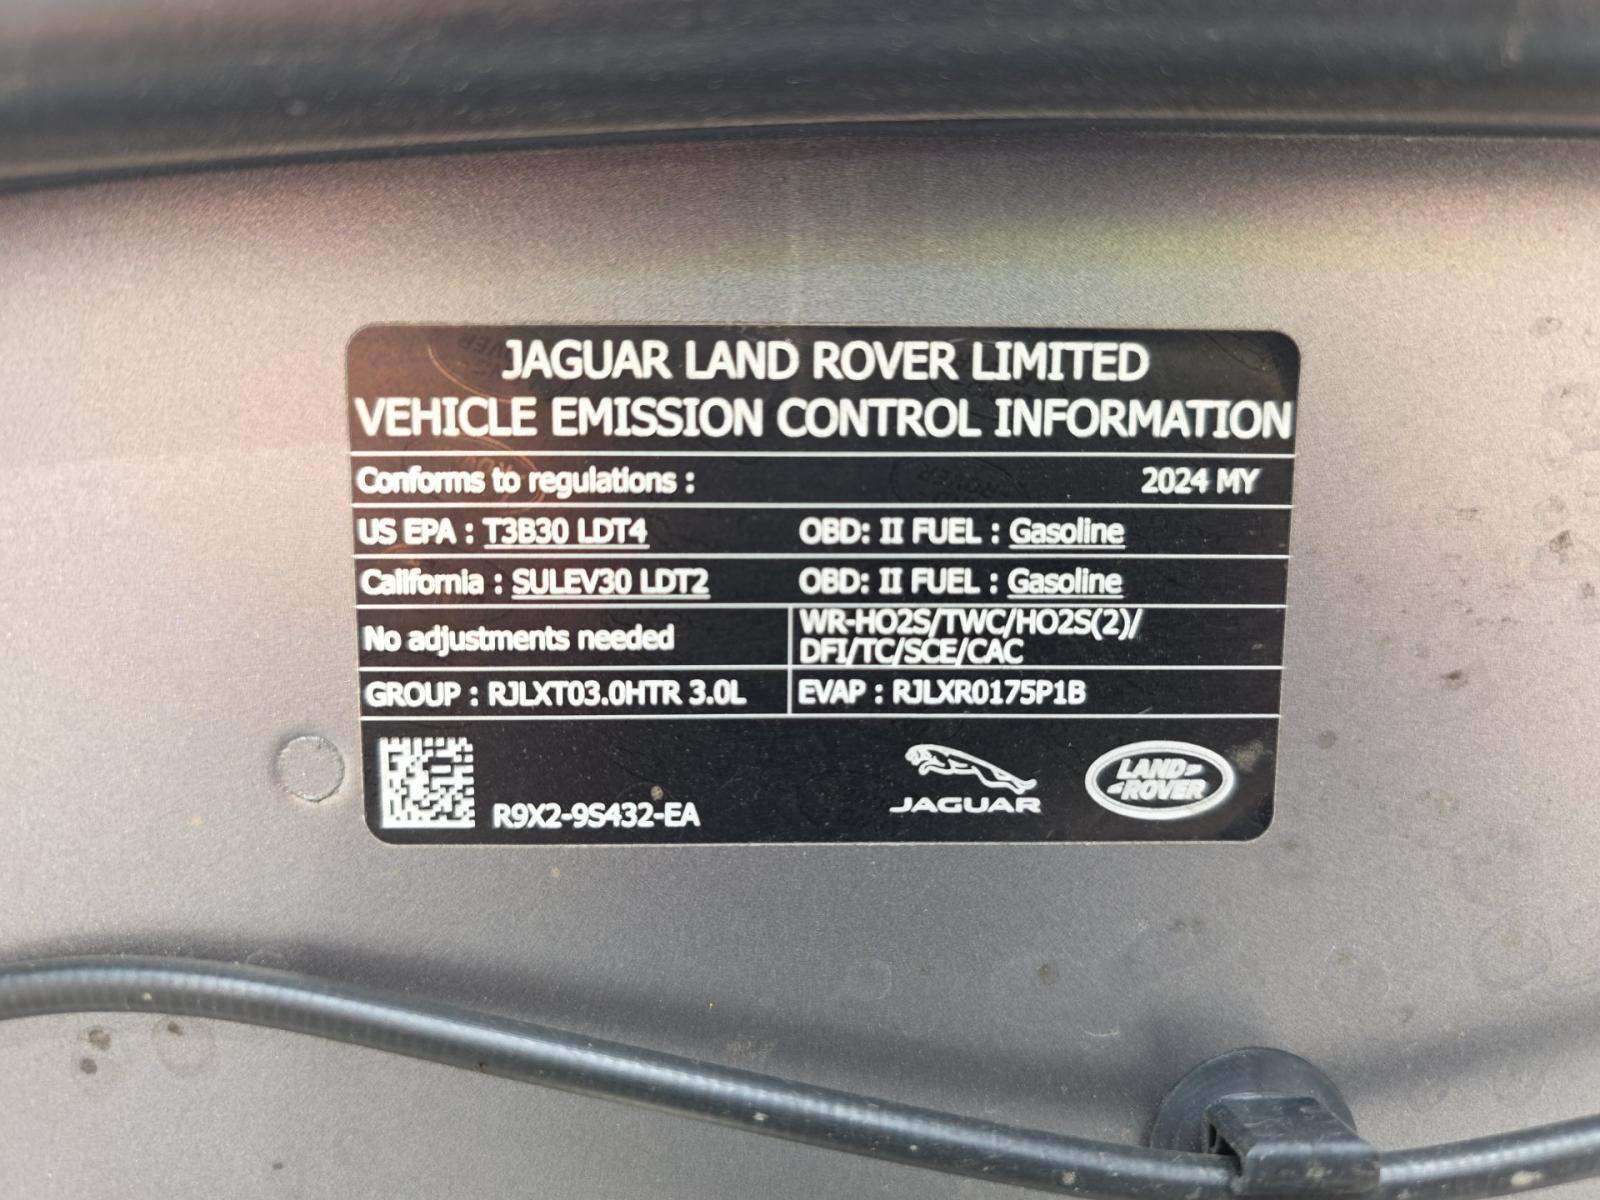 JAGUAR LAND ROVER LIMITED
VEHICLE EMISSION CONTROL INFORMATION
Conforms to regulations : 2024 MY
US EPA : T3B30 LDT4 OBD: II FUEL : Gasoline
California : SULEV30 LDT2 OBD: II FUEL : Gasoline
No adjustments needed
WR-HO2S/TWC/HO2S(2)/
DFI/TC/SCE/CAC
GROUP : RJLXT03.0HTR 3.0L EVAP : RJLXR0175P1B
R9X2-9S432-EA
JAGUAR
LAND
ROVER